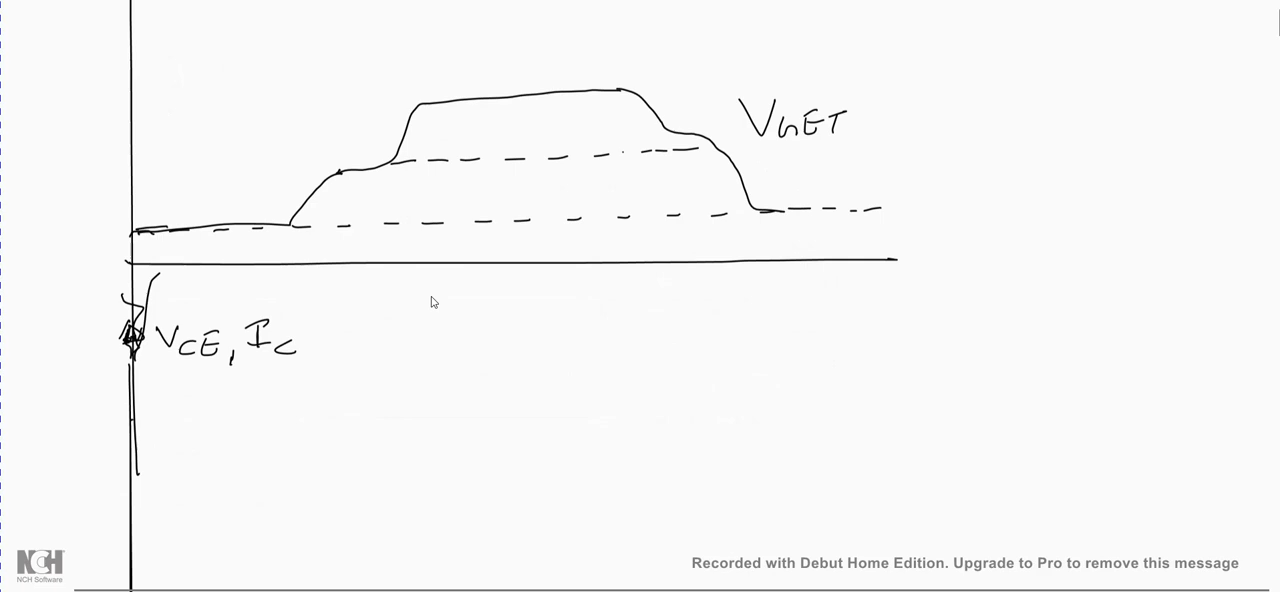 VGET
VCE, IC
NCH
NCH Software
Recorded with Debut Home Edition. Upgrade to Pro to remove this message